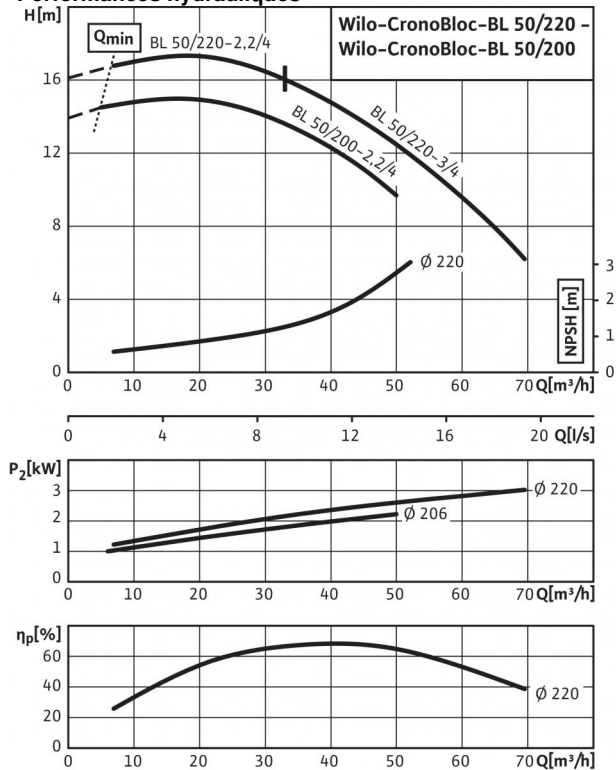 Performances hydrauliques
H[m]
Wilo-CronoBloc-BL 50/220 -
Wilo-CronoBloc-BL 50/200
Qmin
BL 50/220-2,2/4
BL 50/220-3/4
BL 50/200-2,2/4
16
12
8
4
0
Ø 220
NPSH [m]
3
2
1
0
0 10 20 30 40 50 60 70 Q[m³/h]
0 4 8 12 16 20 Q[l/s]
P₂[kW]
3
2
1
0
Ø 220
Ø 206
0 10 20 30 40 50 60 70 Q[m³/h]
ηp[%]
60
40
20
0
Ø 220
0 10 20 30 40 50 60 70 Q[m³/h]